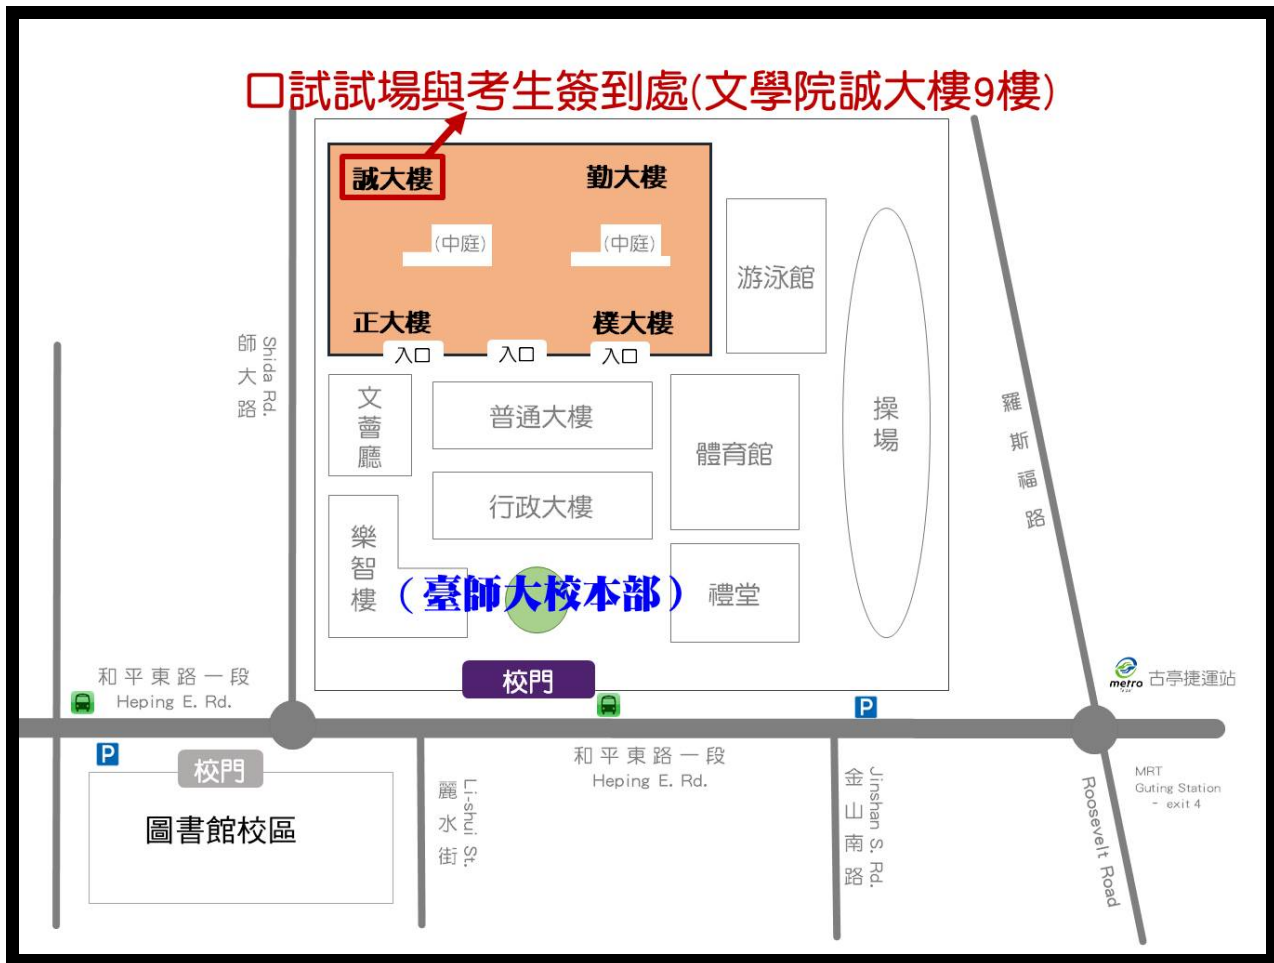 口試試場與考生簽到處(文學院誠大樓9樓)
誠大樓
勤大樓
(中庭)
(中庭)
游泳館
正大樓
樸大樓
入口
入口
入口
師大路
Shida Rd.
文薈廳
普通大樓
體育館
操場
羅斯福路
行政大樓
樂智樓
(臺師大校本部)
禮堂
校門
和平東路一段
Heping E. Rd.
metro
古亭捷運站
P
P
校門
和平東路一段
Heping E. Rd.
圖書館校區
麗水街
Li-shui St.
金山南路
Jinshan S. Rd.
Roosevelt Road
MRT
Guting Station
- exit 4